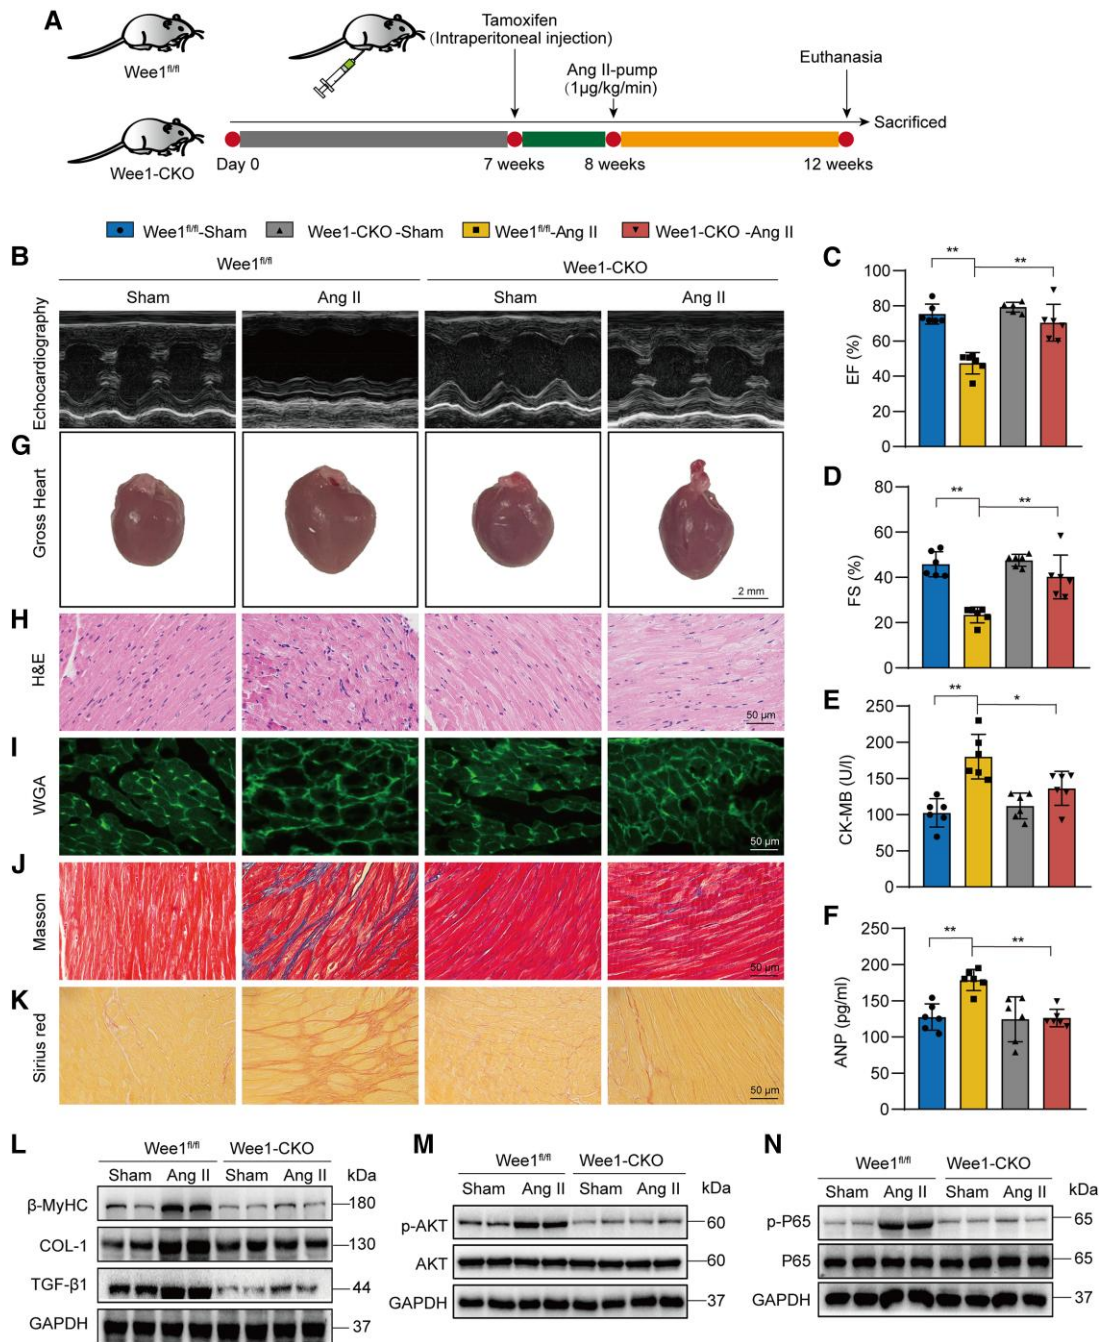 A
Wee1fl/fl
Wee1-CKO
Tamoxifen
(Intraperitoneal injection)
Ang II-pump
(1μg/kg/min)
Euthanasia
Sacrificed
Day 0
7 weeks
8 weeks
12 weeks
Wee1fl/fl-Sham
Wee1-CKO -Sham
Wee1fl/fl-Ang II
Wee1-CKO -Ang II
B
Wee1fl/fl
Wee1-CKO
Sham
Ang II
Sham
Ang II
Echocardiography
G
Gross Heart
2 mm
H
H&E
50 μm
I
WGA
50 μm
J
Masson
50 μm
K
Sirius red
50 μm
C
EF (%)
100
80
60
40
20
0
**
**
D
FS (%)
80
60
40
20
0
**
**
E
CK-MB (U/l)
250
200
150
100
50
0
**
*
F
ANP (pg/ml)
250
200
150
100
50
0
**
**
L
Wee1fl/fl
Wee1-CKO
Sham Ang II Sham Ang II kDa
β-MyHC 180
COL-1 130
TGF-β1 44
GAPDH 37
M
Wee1fl/fl
Wee1-CKO
Sham Ang II Sham Ang II kDa
p-AKT 60
AKT 60
GAPDH 37
N
Wee1fl/fl
Wee1-CKO
Sham Ang II Sham Ang II kDa
p-P65 65
P65 65
GAPDH 37